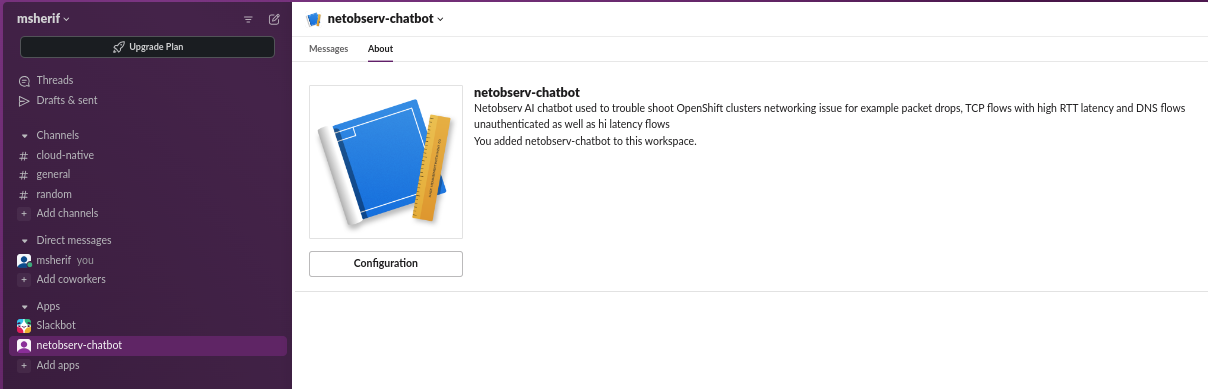 msherif
Upgrade Plan
Threads
Drafts & sent
Channels
# cloud-native
# general
# random
+ Add channels
Direct messages
msherif you
+ Add coworkers
Apps
Slackbot
netobserv-chatbot
+ Add apps
netobserv-chatbot
Messages About
netobserv-chatbot
Netobserv AI chatbot used to trouble shoot OpenShift clusters networking issue for example packet drops, TCP flows with high RTT latency and DNS flows
unauthenticated as well as hi latency flows
You added netobserv-chatbot to this workspace.
Configuration